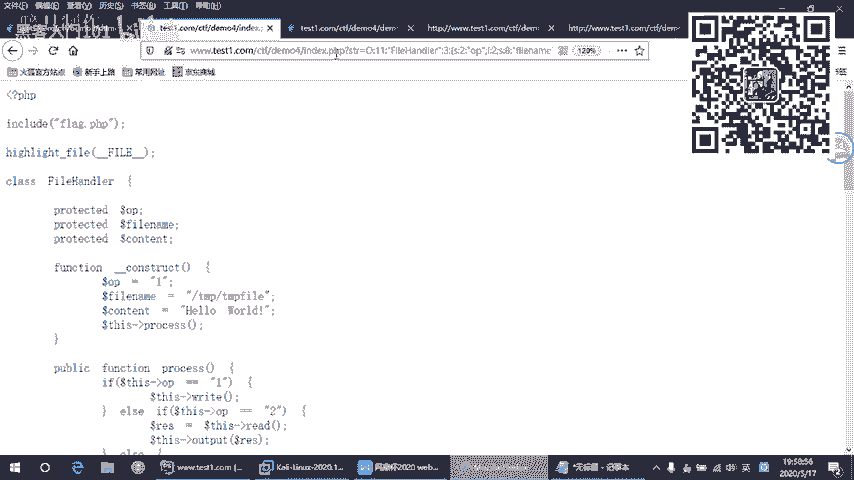 文件(F) 编辑(E) 查看(V) 历史(S) 书签(B) 工具(T) 帮助(H)
test1.com/ctf/demo4/index.p
test1.com/ctf/demo4/dem
http://www.test1.com/ctf/dem
http://www.test1.com/ctf/dem
www.test1.com/ctf/demo4/index.php?str=O:11:"FileHandler":3:{s:2:"op";i:2;s:8:"filename
120%
火狐官方站点 新手上路 常用网址 京东商城
<?php
include("flag.php");
highlight_file(__FILE__);
class FileHandler {
protected $op;
protected $filename;
protected $content;
function __construct() {
$op = "1";
$filename = "/tmp/tmpfile";
$content = "Hello World!";
$this->process();
}
public function process() {
if($this->op == "1") {
$this->write();
} else if($this->op == "2") {
$res = $this->read();
$this->output($res);
} else {
www.test1.com (
Kali-Linux-2020.1...
网鼎杯2020 web...
*无标题 - 记事本
英
19:58:56
2020/5/17